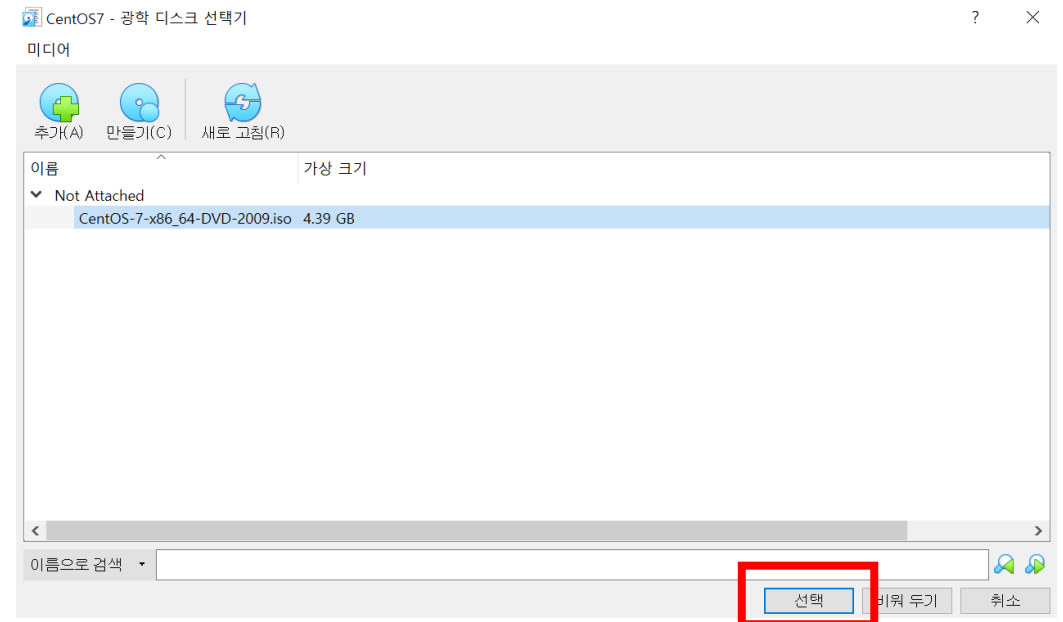 CentOS7 - 광학 디스크 선택기 ?
미디어
추가(A) 만들기(C) 새로 고침(R)
이름 가상 크기
Not Attached
CentOS-7-x86_64-DVD-2009.iso 4.39 GB
이름으로 검색
선택 비워 두기 취소